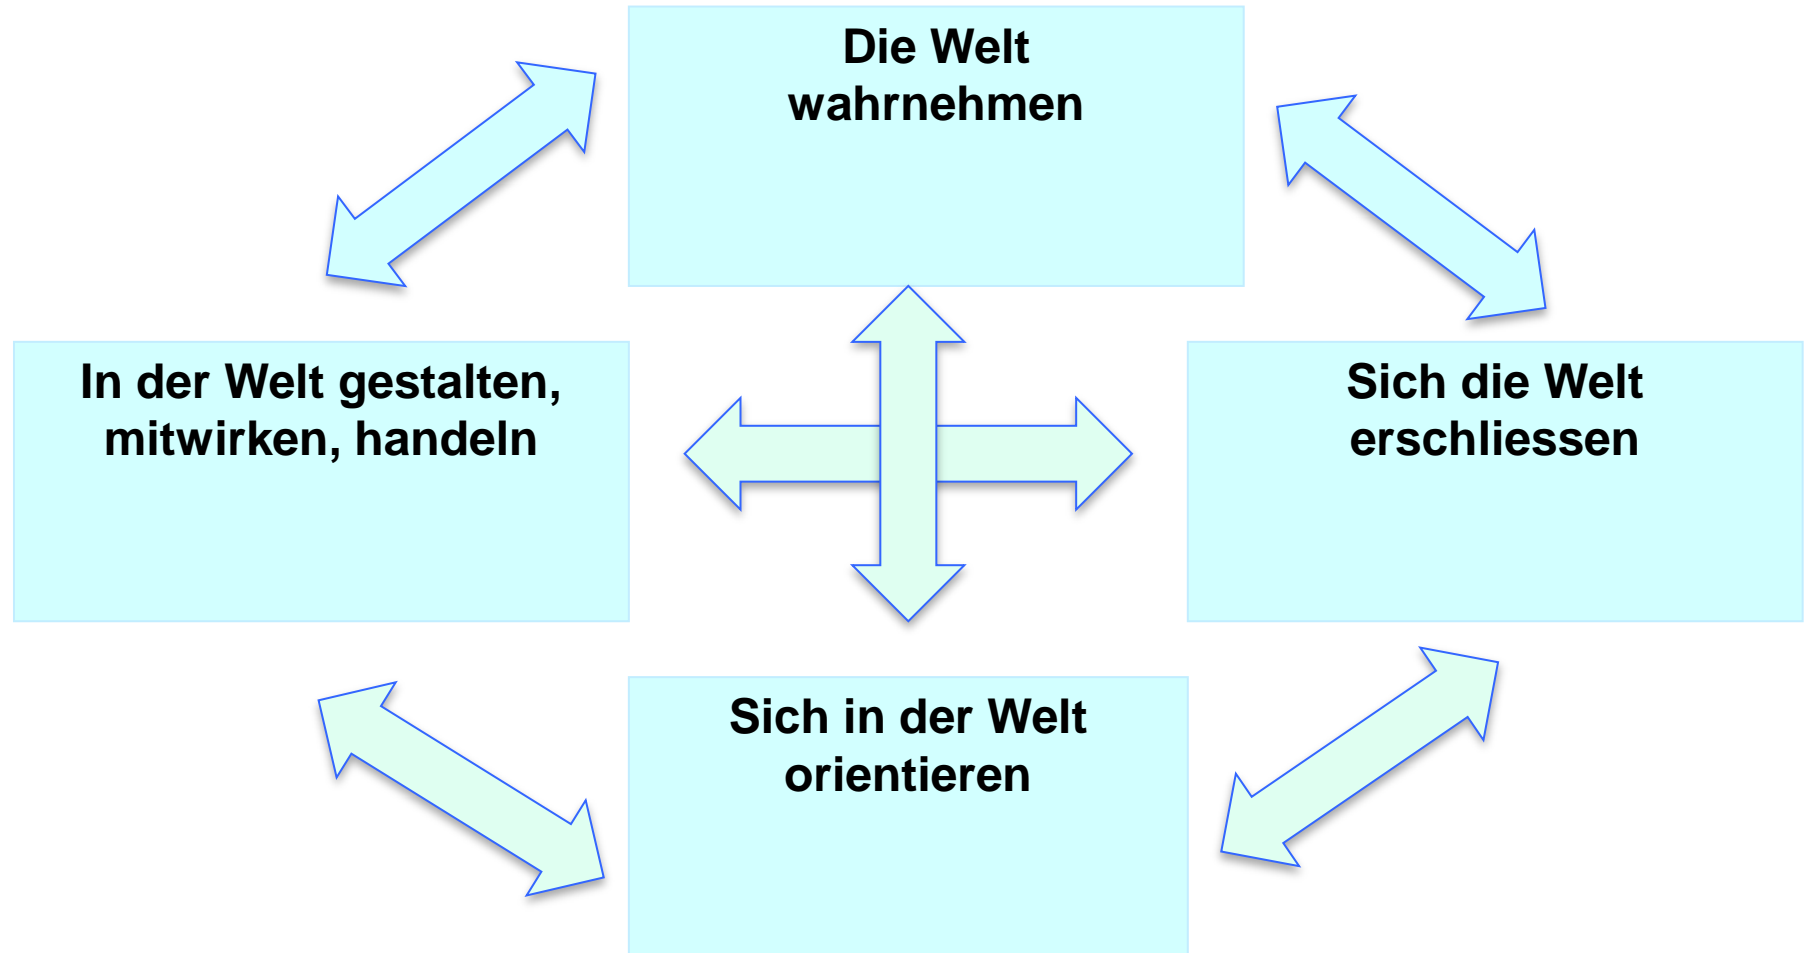 Die Welt
wahrnehmen
In der Welt gestalten,
mitwirken, handeln
Sich die Welt
erschliessen
Sich in der Welt
orientieren